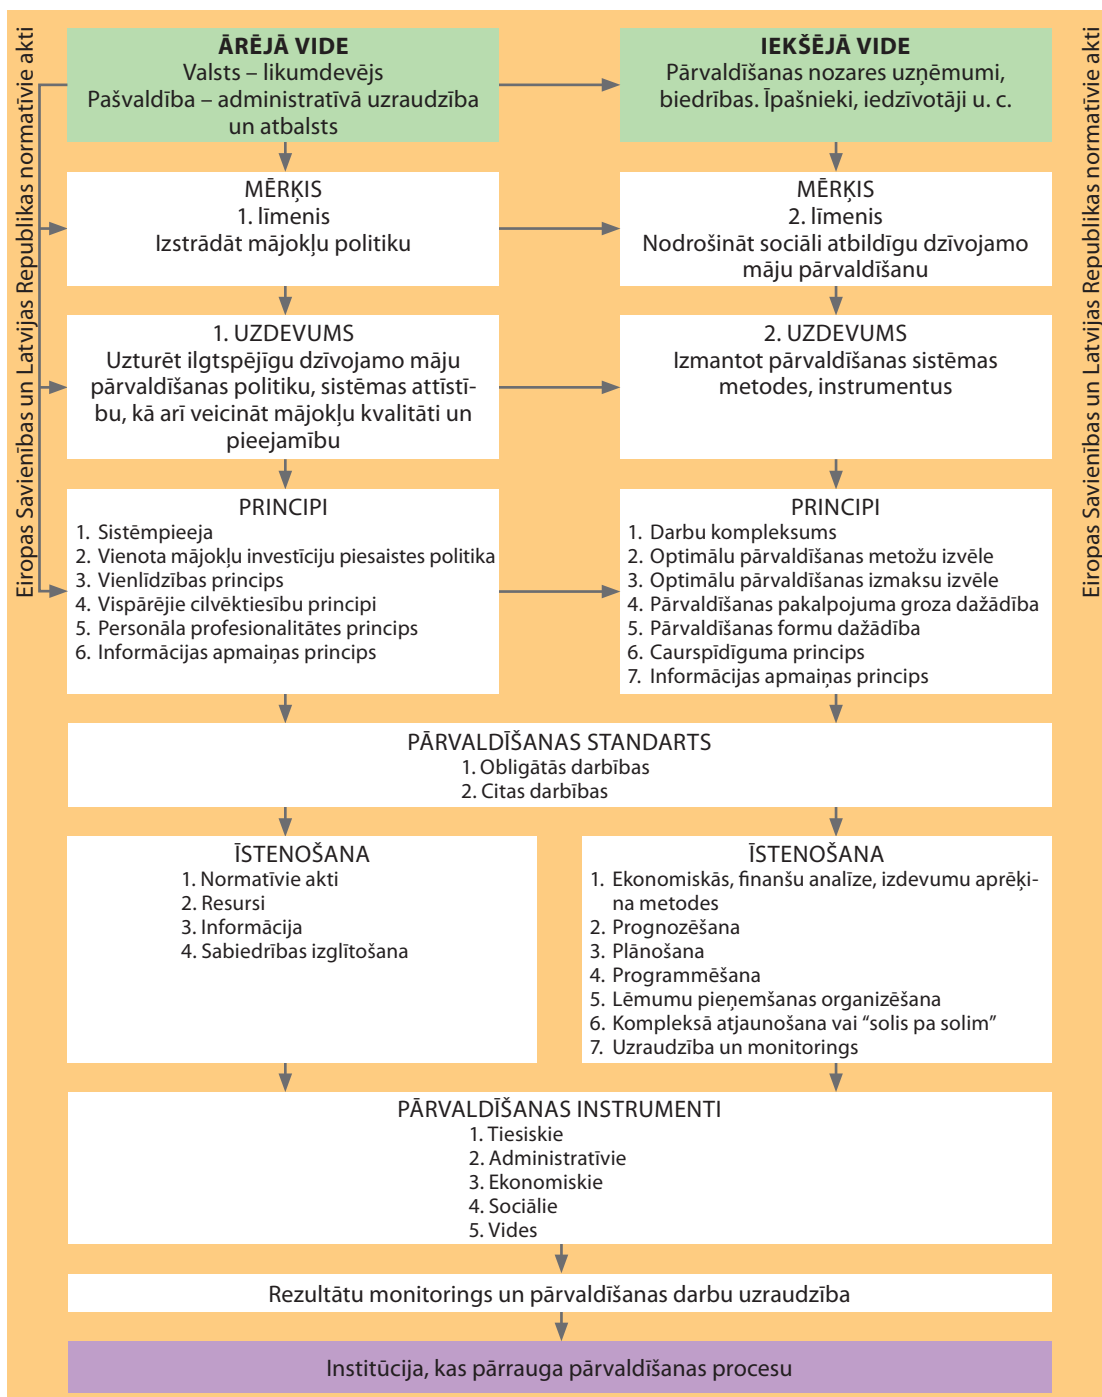 Eiropas Savienības un Latvijas Republikas normatīvie akti
ĀRĒJĀ VIDE
Valsts – likumdevējs
Pašvaldība – administratīvā uzraudzība
un atbalsts
IEKŠĒJĀ VIDE
Pārvaldīšanas nozares uzņēmumi,
biedrības. Īpašnieki, iedzīvotāji u. c.
MĒRĶIS
1. līmenis
Izstrādāt mājokļu politiku
MĒRĶIS
2. līmenis
Nodrošināt sociāli atbildīgu dzīvojamo
māju pārvaldīšanu
1. UZDEVUMS
Uzturēt ilgtspējīgu dzīvojamo māju
pārvaldīšanas politiku, sistēmas attīstī-
bu, kā arī veicināt mājokļu kvalitāti un
pieejamību
2. UZDEVUMS
Izmantot pārvaldīšanas sistēmas
metodes, instrumentus
PRINCIPI
1. Sistēmpieeja
2. Vienota mājokļu investīciju piesaistes politika
3. Vienlīdzības princips
4. Vispārējie cilvēktiesību principi
5. Personāla profesionalitātes princips
6. Informācijas apmaiņas princips
PRINCIPI
1. Darbu kompleksums
2. Optimālu pārvaldīšanas metožu izvēle
3. Optimālu pārvaldīšanas izmaksu izvēle
4. Pārvaldīšanas pakalpojuma groza dažādība
5. Pārvaldīšanas formu dažādība
6. Caurspīdīguma princips
7. Informācijas apmaiņas princips
PĀRVALDĪŠANAS STANDARTS
1. Obligātās darbības
2. Citas darbības
ĪSTENOŠANA
1. Normatīvie akti
2. Resursi
3. Informācija
4. Sabiedrības izglītošana
ĪSTENOŠANA
1. Ekonomiskās, finanšu analīze, izdevumu aprēķi-
na metodes
2. Prognozēšana
3. Plānošana
4. Programmēšana
5. Lēmumu pieņemšanas organizēšana
6. Kompleksā atjaunošana vai “solis pa solim”
7. Uzraudzība un monitorings
PĀRVALDĪŠANAS INSTRUMENTI
1. Tiesiskie
2. Administratīvie
3. Ekonomiskie
4. Sociālie
5. Vides
Rezultātu monitorings un pārvaldīšanas darbu uzraudzība
Institūcija, kas pārrauga pārvaldīšanas procesu
Eiropas Savienības un Latvijas Republikas normatīvie akti